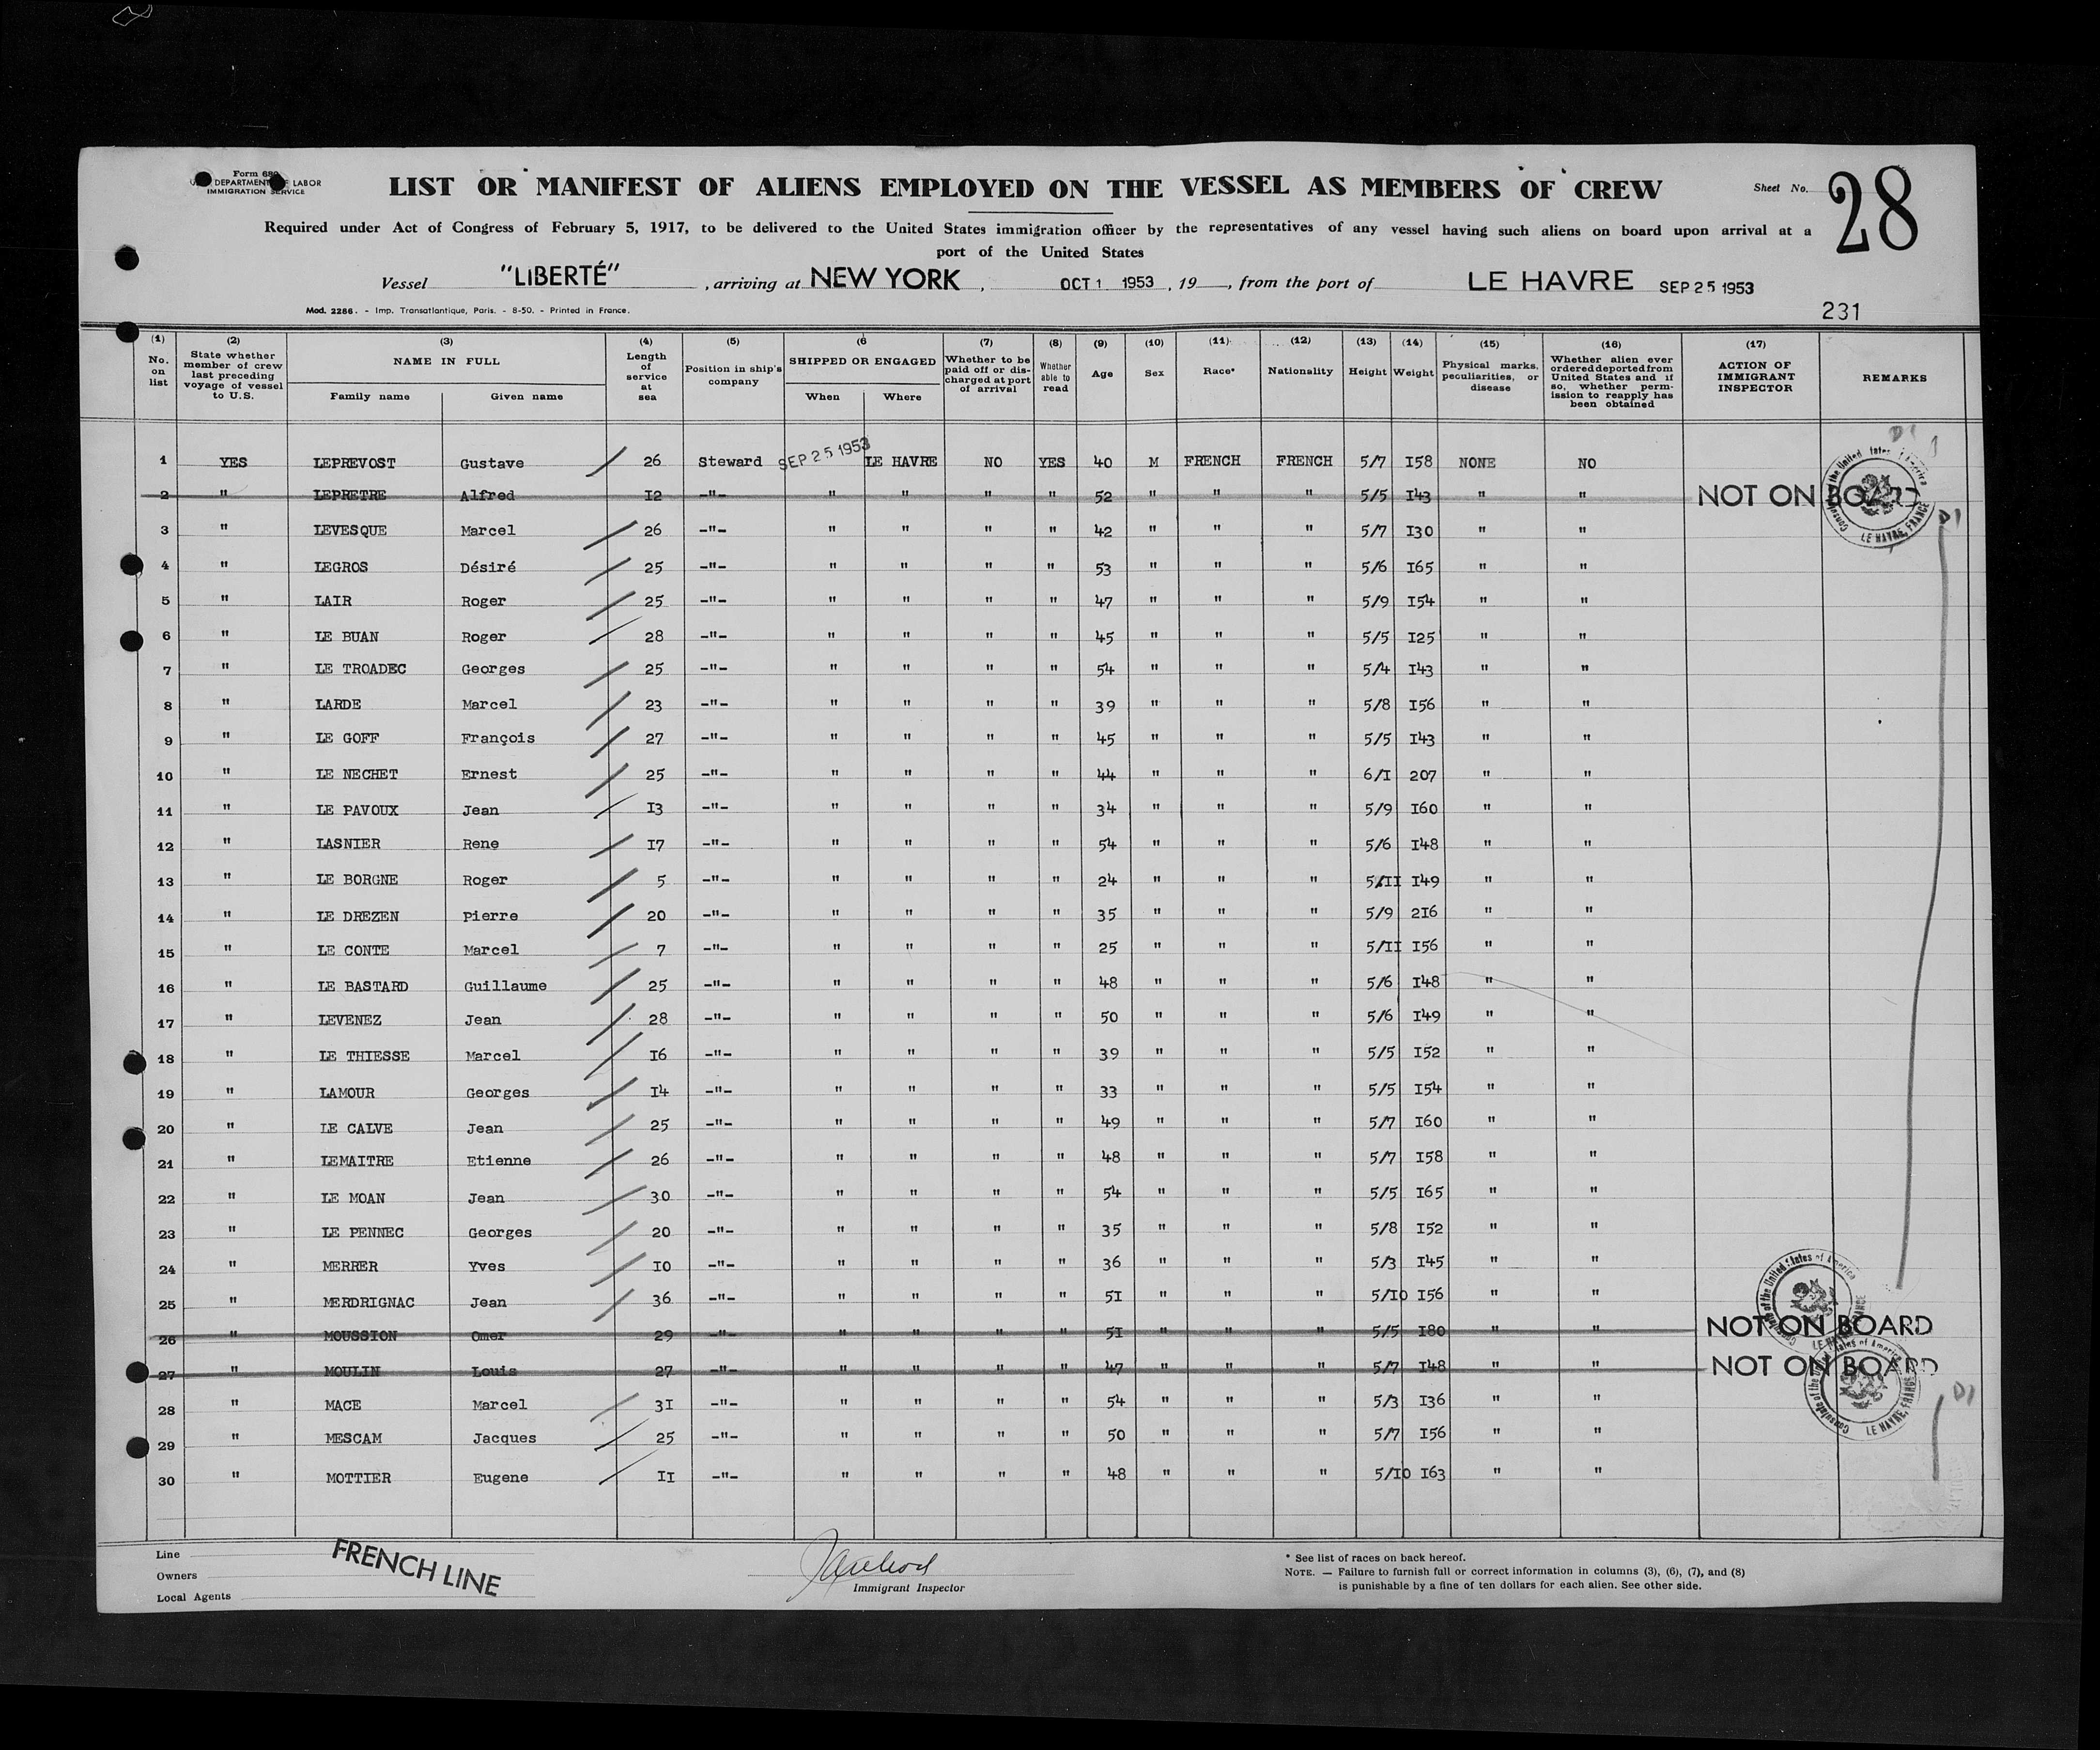 Form 680
DEPARTMENT LABOR
IMMIGRATION SERVICE
LIST OR MANIFEST OF ALIENS EMPLOYED ON THE VESSEL AS MEMBERS OF CREW
Sheet No. 28
Required under Act of Congress of February 5, 1917, to be delivered to the United States immigration officer by the representatives of any vessel having such aliens on board upon arrival at a
port of the United States
Vessel "LIBERTÉ", arriving at NEW YORK, OCT 1 1953, 19, from the port of LE HAVRE SEP 25 1953
Mod. 2286. - Imp. Transatlantique, Paris. - 8-50. - Printed in France.
231
(1) No. on list (2) State whether member of crew last preceding voyage of vessel to U.S. (3) NAME IN FULL Family name Given name (4) Length of service at sea (5) Position in ship's company (6 SHIPPED OR ENGAGED When Where (7) Whether to be paid off or discharged at port of arrival (8) Whether able to read (9) Age (10) Sex (11) Race* (12) Nationality (13) Height (14) Weight (15) Physical marks, peculiarities, or disease (16) Whether alien ever ordered deported from United States and if so, whether permission to reapply has been obtained (17) ACTION OF IMMIGRANT INSPECTOR REMARKS
1 YES LEPREVOST Gustave 26 Steward SEP 25 1953 LE HAVRE NO YES 40 M FRENCH FRENCH 5/7 I58 NONE NO D1
2 " LEPRETRE Alfred I2 -"- " " " " 52 " " " 5/5 I43 " " NOT ON BOARD
3 " LEVESQUE Marcel 26 -"- " " " " 42 " " " 5/7 I30 " " D1
4 " LEGROS Désiré 25 -"- " " " " 53 " " " 5/6 I65 " "
5 " LAIR Roger 25 -"- " " " " 47 " " " 5/9 I54 " "
6 " LE BUAN Roger 28 -"- " " " " 45 " " " 5/5 I25 " "
7 " LE TROADEC Georges 25 -"- " " " " 54 " " " 5/4 I43 " "
8 " LARDE Marcel 23 -"- " " " " 39 " " " 5/8 I56 " "
9 " LE GOFF François 27 -"- " " " " 45 " " " 5/5 I43 " "
10 " LE NECHET Ernest 25 -"- " " " " 44 " " " 6/I 207 " "
11 " LE PAVOUX Jean I3 -"- " " " " 34 " " " 5/9 I60 " "
12 " LASNIER Rene I7 -"- " " " " 54 " " " 5/6 I48 " "
13 " LE BORGNE Roger 5 -"- " " " " 24 " " " 5/II I49 " "
14 " LE DREZEN Pierre 20 -"- " " " " 35 " " " 5/9 2I6 " "
15 " LE CONTE Marcel 7 -"- " " " " 25 " " " 5/II I56 " "
16 " LE BASTARD Guillaume 25 -"- " " " " 48 " " " 5/6 I48 " "
17 " LEVENEZ Jean 28 -"- " " " " 50 " " " 5/6 I49 " "
18 " LE THIESSE Marcel I6 -"- " " " " 39 " " " 5/5 I52 " "
19 " LAMOUR Georges I4 -"- " " " " 33 " " " 5/5 I54 " "
20 " LE CALVE Jean 25 -"- " " " " 49 " " " 5/7 I60 " "
21 " LEMAITRE Etienne 26 -"- " " " " 48 " " " 5/7 I58 " "
22 " LE MOAN Jean 30 -"- " " " " 54 " " " 5/5 I65 " "
23 " LE PENNEC Georges 20 -"- " " " " 35 " " " 5/8 I52 " "
24 " MERRER Yves IO -"- " " " " 36 " " " 5/3 I45 " "
25 " MERDRIGNAC Jean 36 -"- " " " " 5I " " " 5/I0 I56 " "
26 " MOUSSION Omer 29 -"- " " " " 5I " " " 5/5 I80 " " NOT ON BOARD
27 " MOULIN Louis 27 -"- " " " " 47 " " " 5/7 I48 " " NOT ON BOARD
28 " MACE Marcel 3I -"- " " " " 54 " " " 5/3 I36 " " D1
29 " MESCAM Jacques 25 -"- " " " " 50 " " " 5/7 I56 " "
30 " MOTTIER Eugene II -"- " " " " 48 " " " 5/I0 I63 " "
Consulate of the United States of America LE HAVRE, FRANCE
Consulate of the United States of America LE HAVRE, FRANCE
Consulate of the United States of America LE HAVRE, FRANCE
Line
Owners
Local Agents
FRENCH LINE
Immigrant Inspector
* See list of races on back hereof.
NOTE. — Failure to furnish full or correct information in columns (3), (6), (7), and (8)
is punishable by a fine of ten dollars for each alien. See other side.